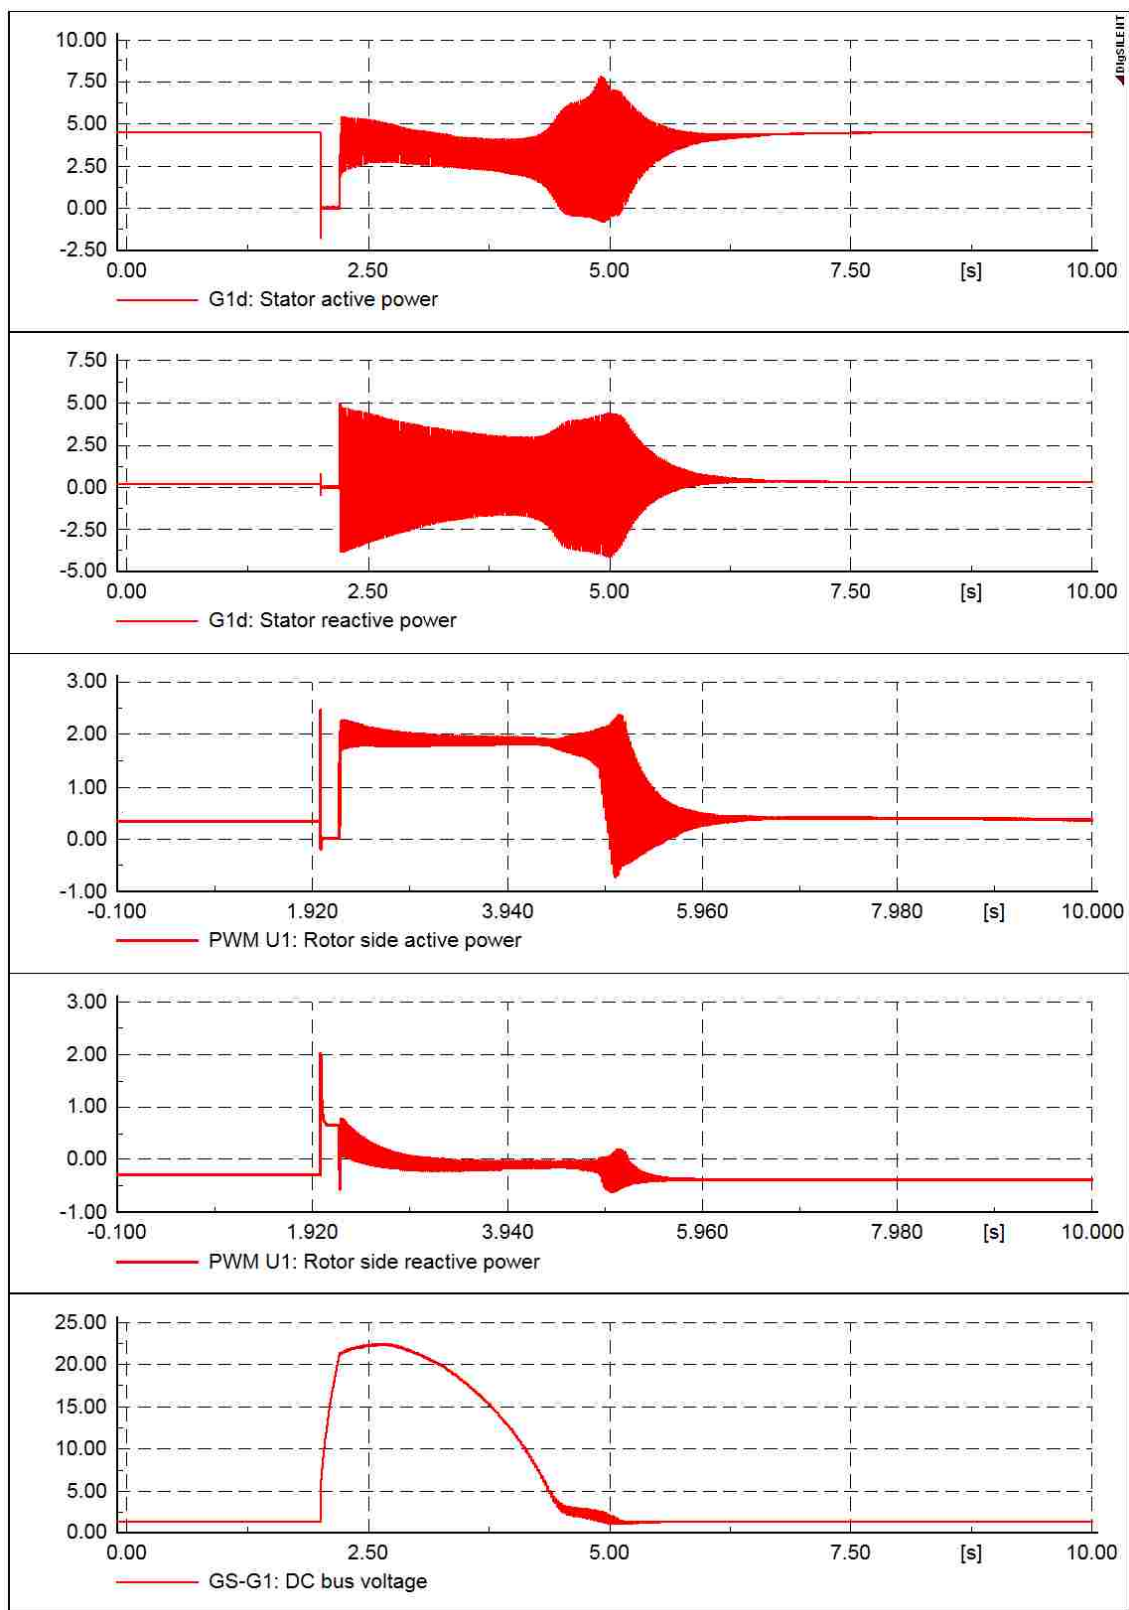 DIgSILENT
10.00
7.50
5.00
2.50
0.00
-2.50
0.00 2.50 5.00 7.50 [s] 10.00
G1d: Stator active power
7.50
5.00
2.50
0.00
-2.50
-5.00
0.00 2.50 5.00 7.50 [s] 10.00
G1d: Stator reactive power
3.00
2.00
1.00
0.00
-1.00
-0.100 1.920 3.940 5.960 7.980 [s] 10.000
PWM U1: Rotor side active power
3.00
2.00
1.00
0.00
-1.00
-0.100 1.920 3.940 5.960 7.980 [s] 10.000
PWM U1: Rotor side reactive power
25.00
20.00
15.00
10.00
5.00
0.00
0.00 2.50 5.00 7.50 [s] 10.00
GS-G1: DC bus voltage